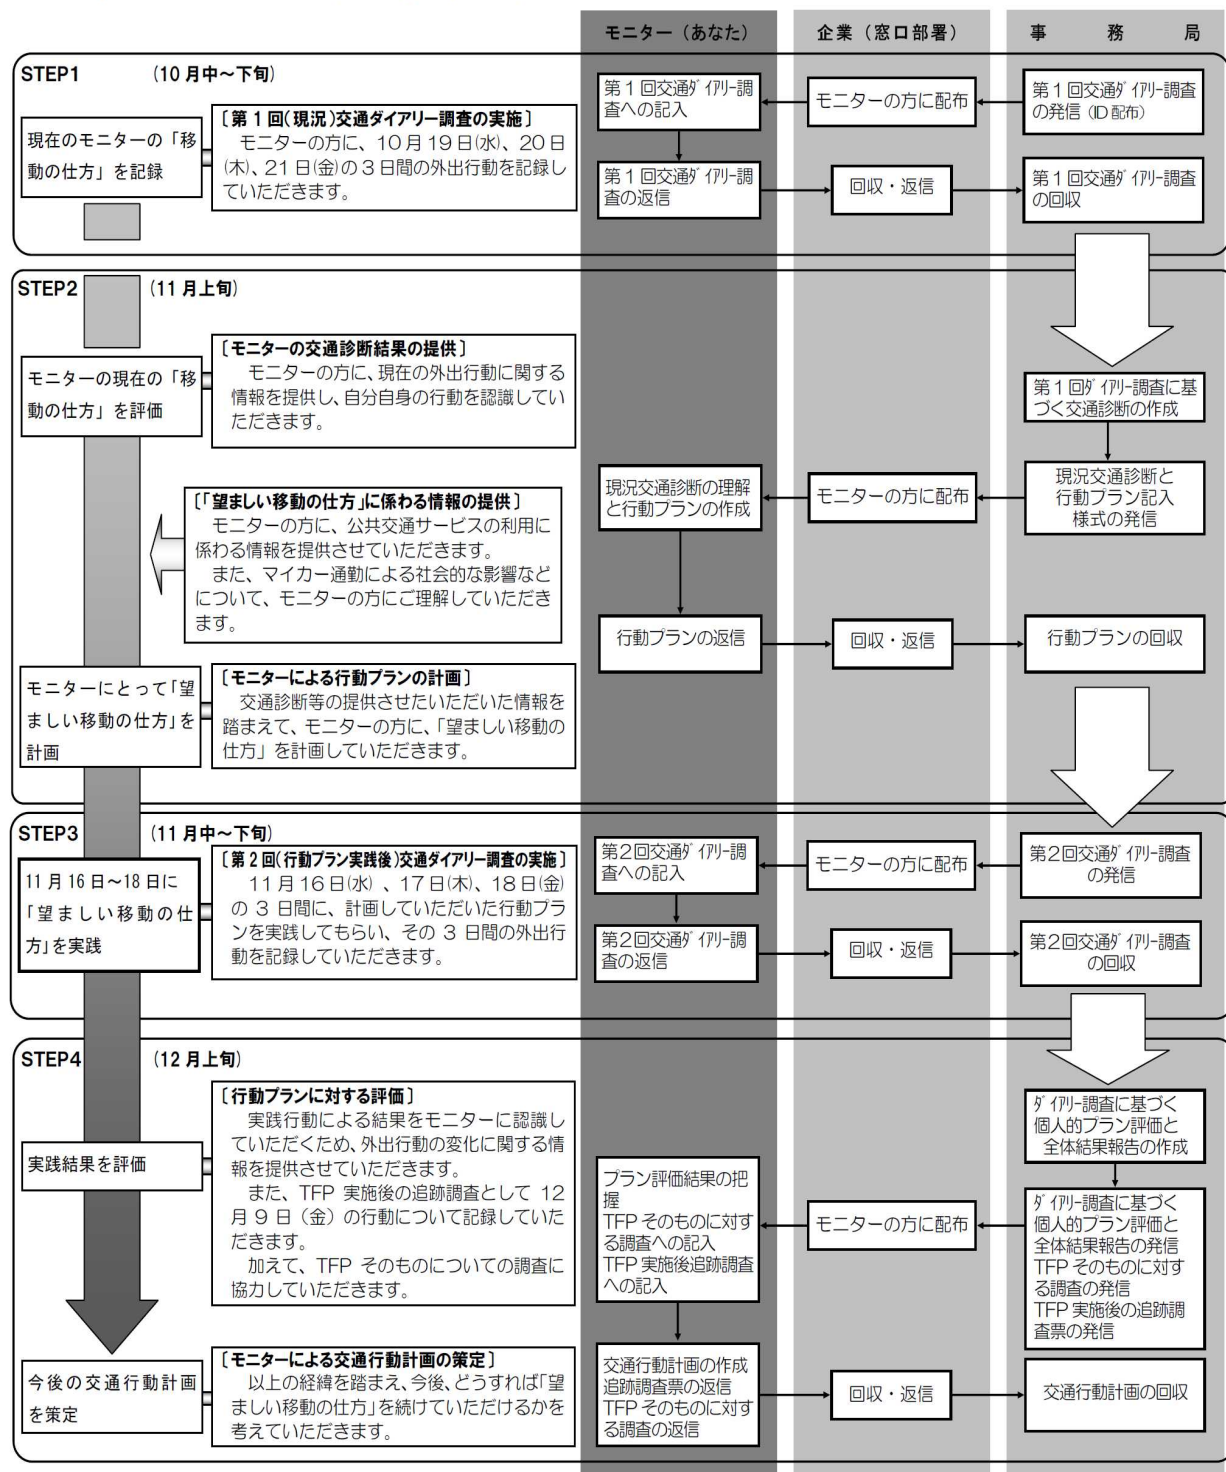 モニター（あなた）
企業（窓口部署）
事　務　局
STEP1
(10月中～下旬)
現在のモニターの「移
動の仕方」を記録
［第1回(現況)交通ダイアリー調査の実施］
モニターの方に、10月19日(水)、20日
(木)、21日(金)の3日間の外出行動を記録し
ていただきます。
第1回交通ﾀﾞｲｱﾘｰ調
査への記入
モニターの方に配布
第1回交通ﾀﾞｲｱﾘｰ調査
の発信（ID配布）
第1回交通ﾀﾞｲｱﾘｰ調
査の返信
回収・返信
第1回交通ﾀﾞｲｱﾘｰ調査
の回収
STEP2
(11月上旬)
モニターの現在の「移
動の仕方」を評価
［モニターの交通診断結果の提供］
モニターの方に、現在の外出行動に関する
情報を提供し、自分自身の行動を認識してい
ただきます。
第1回ﾀﾞｲｱﾘｰ調査に基
づく交通診断の作成
［「望ましい移動の仕方」に係わる情報の提供］
モニターの方に、公共交通サービスの利用に
係わる情報を提供させていただきます。
また、マイカー通勤による社会的な影響など
について、モニターの方にご理解していただき
ます。
現況交通診断の理解
と行動プランの作成
モニターの方に配布
現況交通診断と
行動プラン記入
様式の発信
行動プランの返信
回収・返信
行動プランの回収
モニターにとって「望
ましい移動の仕方」を
計画
［モニターによる行動プランの計画］
交通診断等の提供させたいただいた情報を
踏まえて、モニターの方に、「望ましい移動の
仕方」を計画していただきます。
STEP3
(11月中～下旬)
11月16日～18日に
「望ましい移動の仕
方」を実践
［第2回(行動プラン実践後)交通ダイアリー調査の実施］
11月16日(水) 、17日(木)、18日(金)
の 3 日間に、計画していただいた行動プラ
ンを実践してもらい、その 3 日間の外出行
動を記録していただきます。
第2回交通ﾀﾞｲｱﾘｰ調
査への記入
モニターの方に配布
第2回交通ﾀﾞｲｱﾘｰ調査
の発信
第2回交通ﾀﾞｲｱﾘｰ調
査の返信
回収・返信
第2回交通ﾀﾞｲｱﾘｰ調査
の回収
STEP4
(12月上旬)
実践結果を評価
［行動プランに対する評価］
実践行動による結果をモニターに認識し
ていただくため、外出行動の変化に関する情
報を提供させていただきます。
また、TFP 実施後の追跡調査として 12
月 9 日（金）の行動について記録していた
だきます。
加えて、TFP そのものについての調査に
協力していただきます。
ﾀﾞｲｱﾘｰ調査に基づく
個人的プラン評価と
全体結果報告の作成
プラン評価結果の把
握
TFP そのものに対す
る調査への記入
TFP 実施後追跡調査
への記入
モニターの方に配布
ﾀﾞｲｱﾘｰ調査に基づく
個人的プラン評価と
全体結果報告の発信
TFP そのものに対す
る調査の発信
TFP 実施後の追跡調
査票の発信
今後の交通行動計画
を策定
［モニターによる交通行動計画の策定］
以上の経緯を踏まえ、今後、どうすれば「望
ましい移動の仕方」を続けていただけるかを
考えていただきます。
交通行動計画の作成
追跡調査票の返信
TFP そのものに対す
る調査の返信
回収・返信
交通行動計画の回収